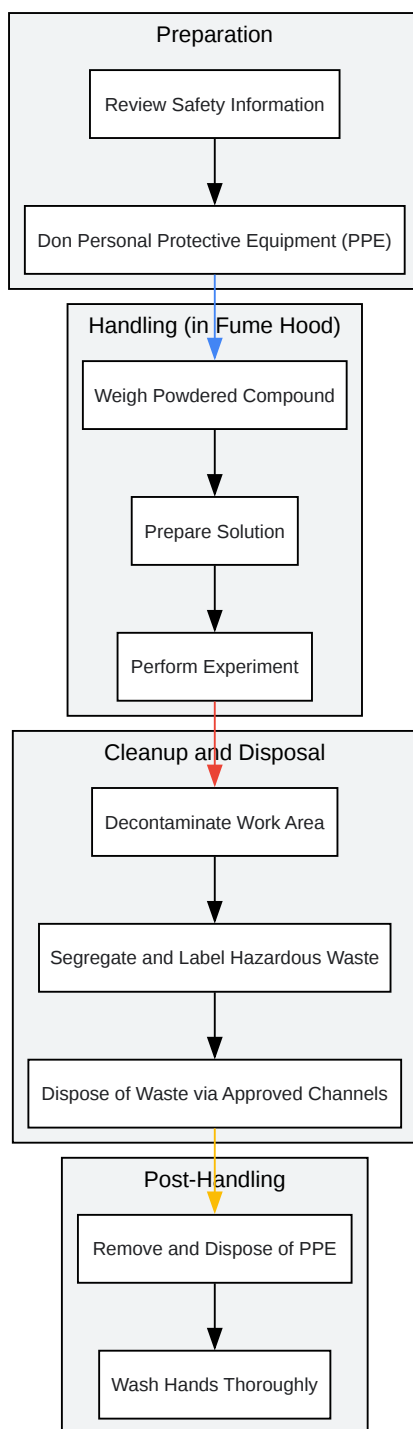 Preparation
Review Safety Information
Don Personal Protective Equipment (PPE)
Handling (in Fume Hood)
Weigh Powdered Compound
Prepare Solution
Perform Experiment
Cleanup and Disposal
Decontaminate Work Area
Segregate and Label Hazardous Waste
Dispose of Waste via Approved Channels
Post-Handling
Remove and Dispose of PPE
Wash Hands Thoroughly